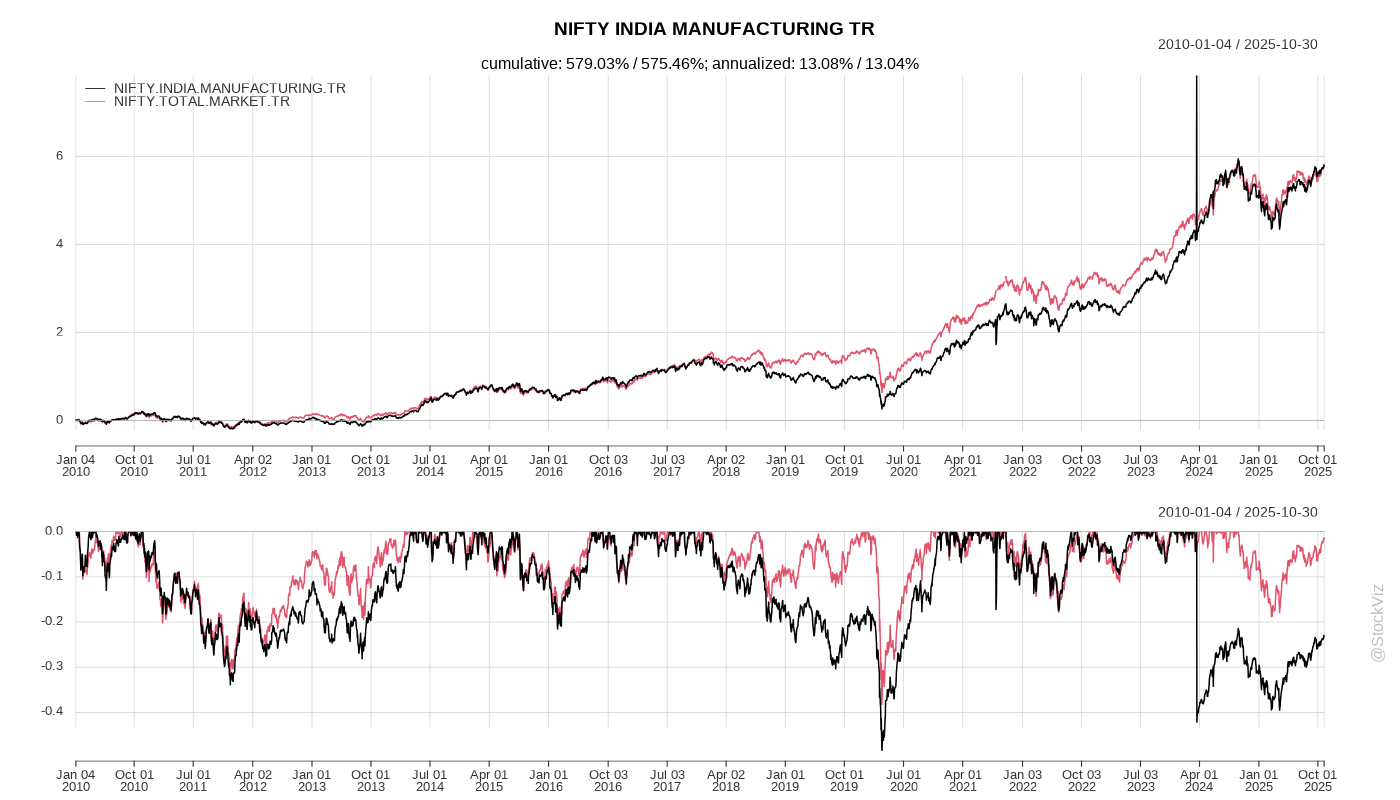 NIFTY INDIA MANUFACTURING TR
2010-01-04 / 2025-10-30
cumulative: 579.03% / 575.46%; annualized: 13.08% / 13.04%
NIFTY.INDIA.MANUFACTURING.TR
NIFTY.TOTAL.MARKET.TR
6
4
2
0
Jan 04 Oct 01 Jul 01 Apr 02 Jan 01 Oct 01 Jul 01 Apr 01 Jan 01 Oct 03 Jul 03 Apr 02 Jan 01 Oct 01 Jul 01 Apr 01 Jan 03 Oct 03 Jul 03 Apr 01 Jan 01 Oct 01
2010 2010 2011 2012 2013 2013 2014 2015 2016 2016 2017 2018 2019 2019 2020 2021 2022 2022 2023 2024 2025 2025
2010-01-04 / 2025-10-30
0.0
-0.1
-0.2
-0.3
-0.4
Jan 04 Oct 01 Jul 01 Apr 02 Jan 01 Oct 01 Jul 01 Apr 01 Jan 01 Oct 03 Jul 03 Apr 02 Jan 01 Oct 01 Jul 01 Apr 01 Jan 03 Oct 03 Jul 03 Apr 01 Jan 01 Oct 01
2010 2010 2011 2012 2013 2013 2014 2015 2016 2016 2017 2018 2019 2019 2020 2021 2022 2022 2023 2024 2025 2025
@StockViz